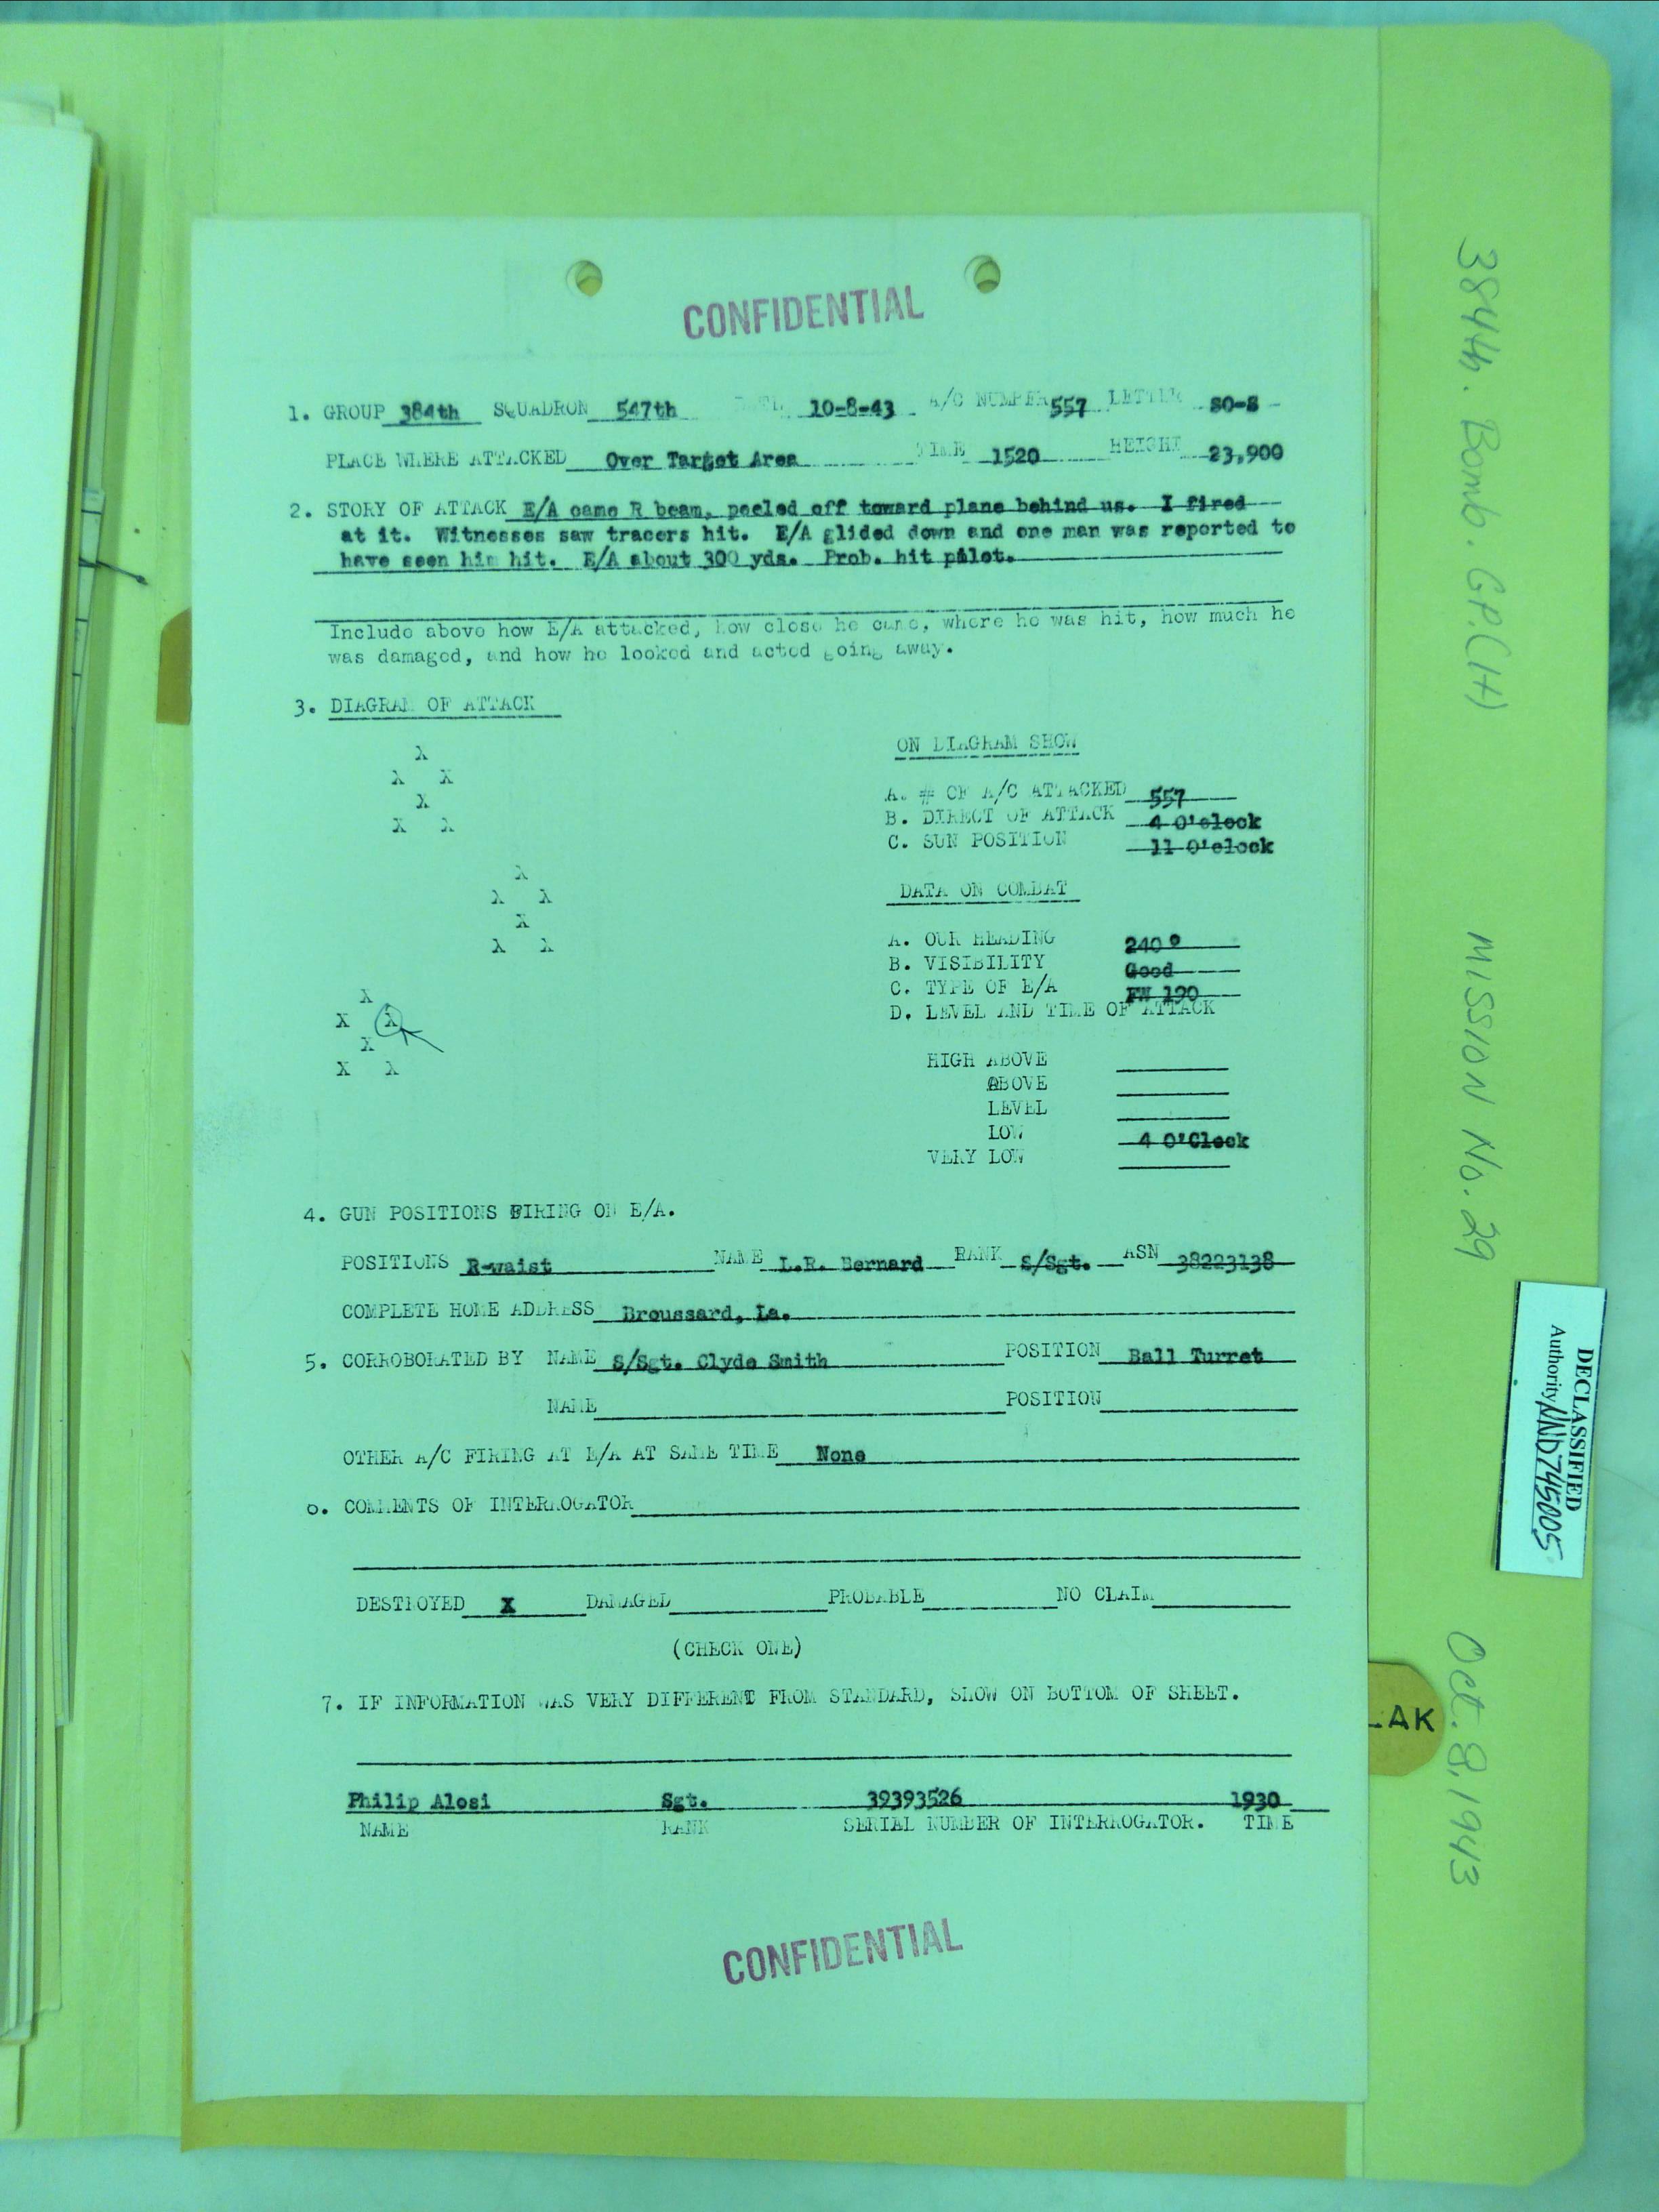 CONFIDENTIAL
1. GROUP 384th SQUADRON 547th 10-8-43 A/C NUMBER 557 LETTER SO-S
PLACE WHERE ATTACKED Over Target Area TIME 1520 HEIGHT 23,900
2. STORY OF ATTACK E/A came R beam, peeled off toward plane behind us. I fired
at it. Witnesses saw tracers hit. E/A glided down and one man was reported to
have seen him hit. E/A about 300 yds. Prob. hit pilot.
Include above how E/A attacked, how close he came, where he was hit, how much he
was damaged, and how he looked and acted going away.
3. DIAGRAM OF ATTACK
X
X X
X
X X
X
X X
X
X X
X
X X
X
X X
ON DIAGRAM SHOW
A. # OF A/C ATTACKED 557
B. DIRECT OF ATTACK 4 O'clock
C. SUN POSITION 11 O'clock
DATA ON COMBAT
A. OUR HEADING 240°
B. VISIBILITY Good
C. TYPE OF E/A FW 190
D. LEVEL AND TIME OF ATTACK
HIGH ABOVE
ABOVE
LEVEL
LOW 4 O'Clock
VERY LOW
4. GUN POSITIONS FIRING ON E/A.
POSITIONS R-waist NAME L.R. Bernard RANK S/Sgt. ASN 38223138
COMPLETE HOME ADDRESS Broussard, La.
5. CORROBORATED BY NAME S/Sgt. Clyde Smith POSITION Ball Turret
NAME POSITION
OTHER A/C FIRING AT E/A AT SAME TIME None
6. COMMENTS OF INTERROGATOR
DESTROYED X DAMAGED PROBABLE NO CLAIM
(CHECK ONE)
7. IF INFORMATION WAS VERY DIFFERENT FROM STANDARD, SHOW ON BOTTOM OF SHEET.
Philip Alosi Sgt. 39393526 1930
NAME RANK SERIAL NUMBER OF INTERROGATOR. TIME
CONFIDENTIAL
384th. Bomb. GP.(H) MISSION No. 29 Oct. 8, 1943
DECLASSIFIED
Authority NND745005
AK